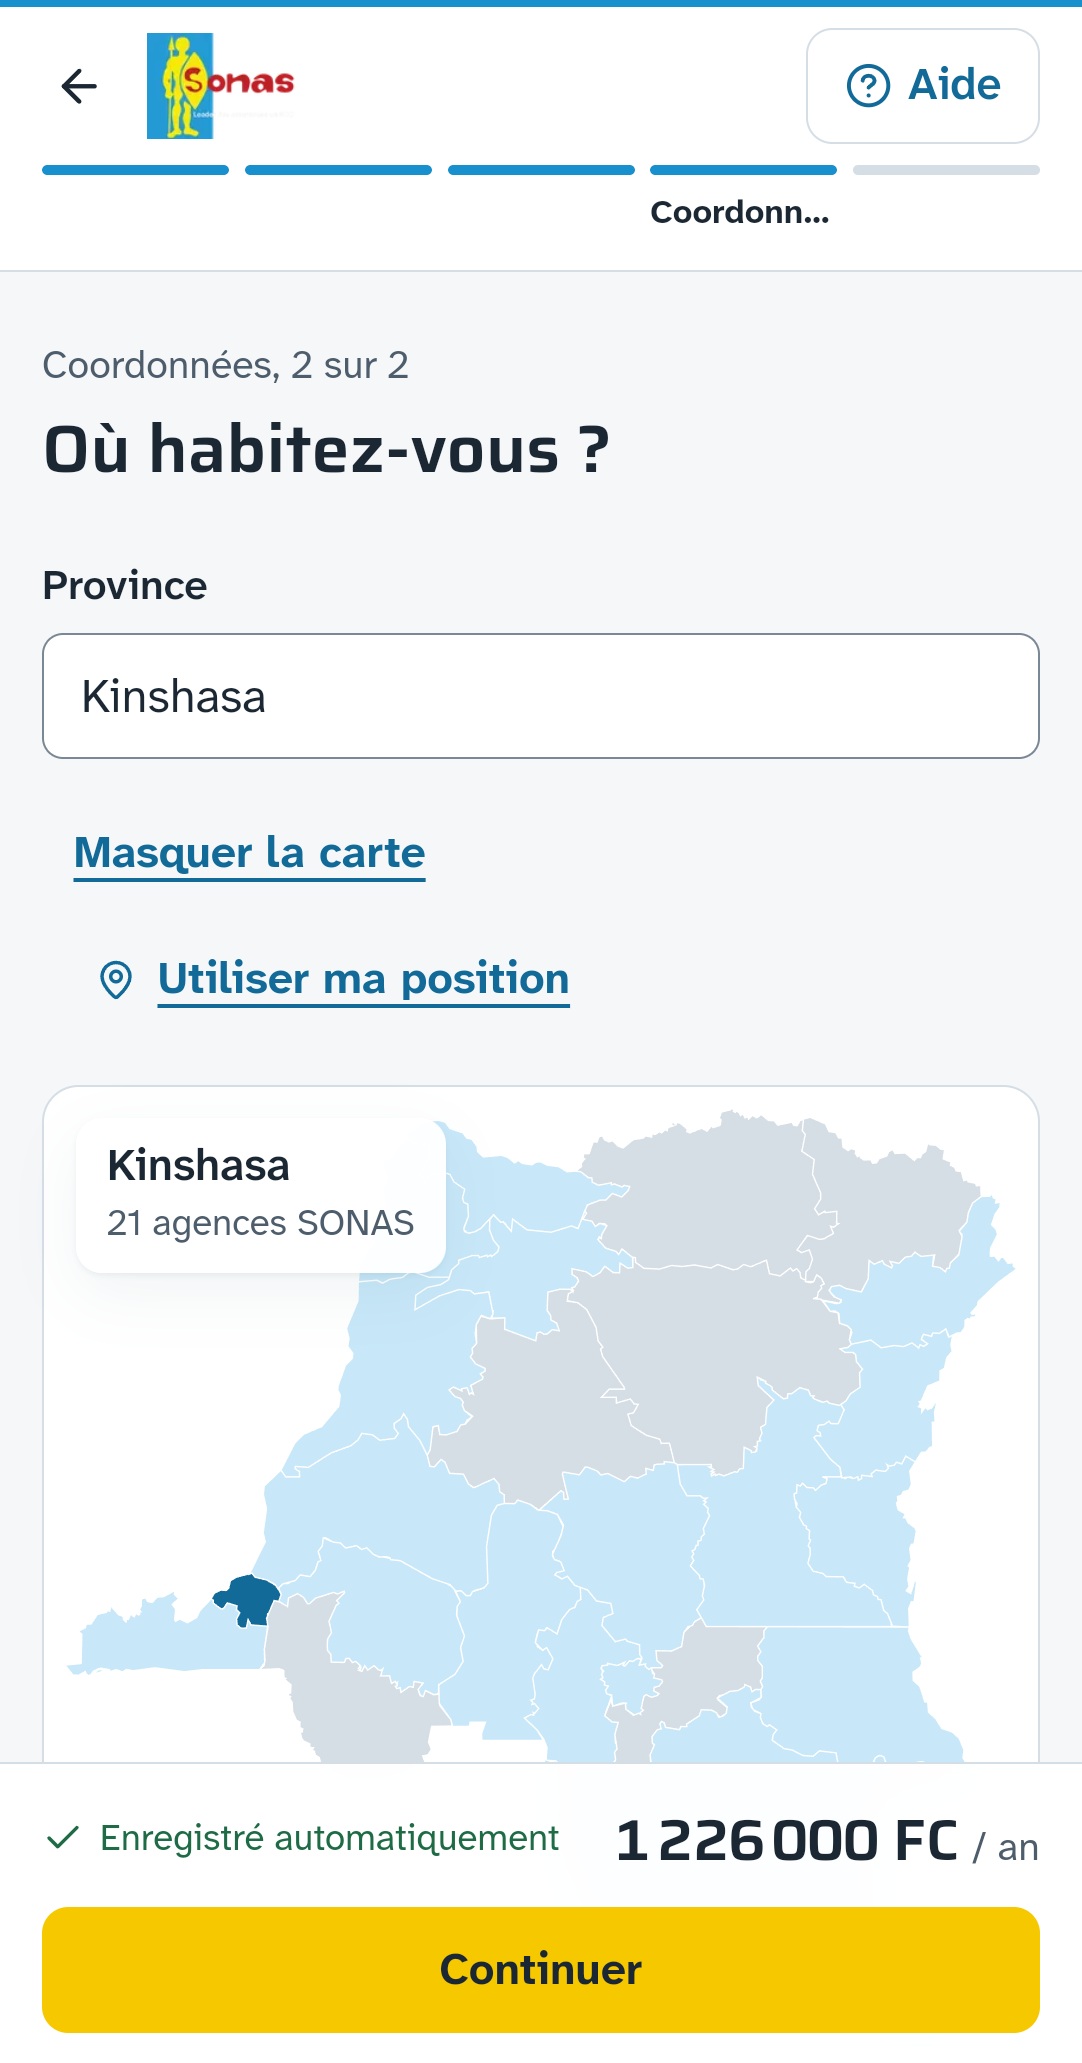 Sonas
Aide
Coordonn...
Coordonnées, 2 sur 2
Où habitez-vous ?
Province
Kinshasa
Masquer la carte
Utiliser ma position
Kinshasa
21 agences SONAS
Enregistré automatiquement
1 226 000 FC / an
Continuer